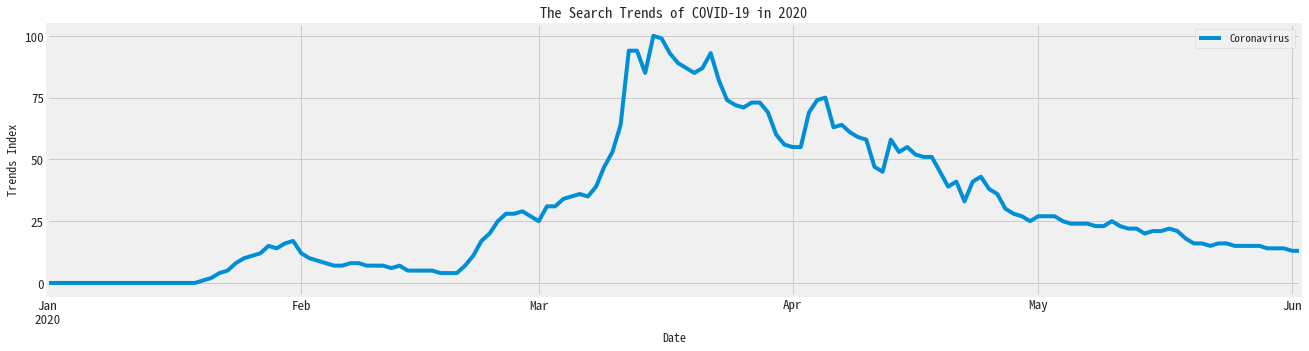 The Search Trends of COVID-19 in 2020
Coronavirus
Trends Index
100
75
50
25
0
Jan Feb Mar Apr May Jun
2020
Date